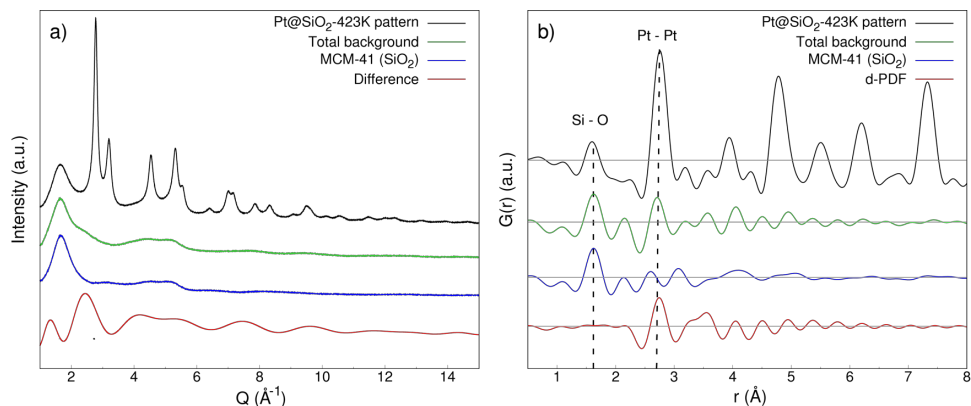 a)
Pt@SiO₂-423K pattern
Total background
MCM-41 (SiO₂)
Difference
Intensity (a.u.)
2 4 6 8 10 12 14
Q (Å⁻¹)
b)
Pt@SiO₂-423K pattern
Total background
MCM-41 (SiO₂)
d-PDF
Pt - Pt
Si - O
G(r) (a.u.)
1 2 3 4 5 6 7 8
r (Å)